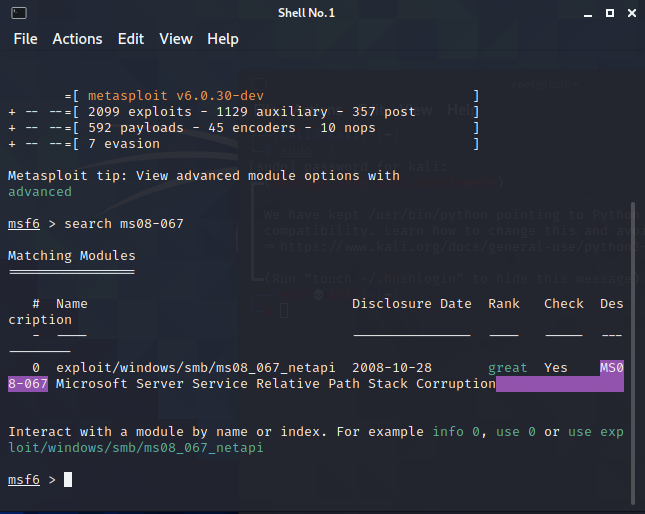 Shell No.1
File Actions Edit View Help
=[ metasploit v6.0.30-dev ]
+ -- --=[ 2099 exploits - 1129 auxiliary - 357 post ]
+ -- --=[ 592 payloads - 45 encoders - 10 nops ]
+ -- --=[ 7 evasion ]
Metasploit tip: View advanced module options with
advanced
msf6 > search ms08-067
Matching Modules
================
# Name Disclosure Date Rank Check Des
cription
- ---- --------------- ---- ----- ---
--------
0 exploit/windows/smb/ms08_067_netapi 2008-10-28 great Yes MS0
8-067 Microsoft Server Service Relative Path Stack Corruption
Interact with a module by name or index. For example info 0, use 0 or use exp
loit/windows/smb/ms08_067_netapi
msf6 >